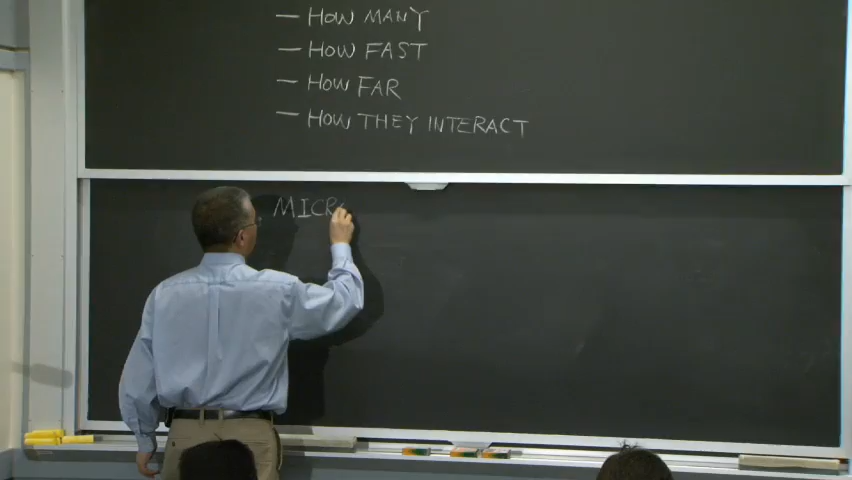 — HOW MANY
— HOW FAST
— HOW FAR
— HOW THEY INTERACT
MICR